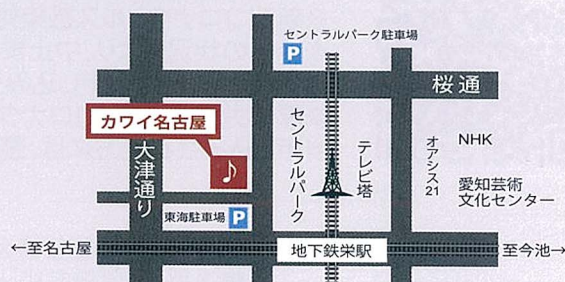 セントラルパーク駐車場
P
桜通
カワイ名古屋
大津通り
セントラルパーク
テレビ塔
オアシス21
NHK
愛知芸術
文化センター
東海駐車場 P
←至名古屋
地下鉄栄駅
至今池→